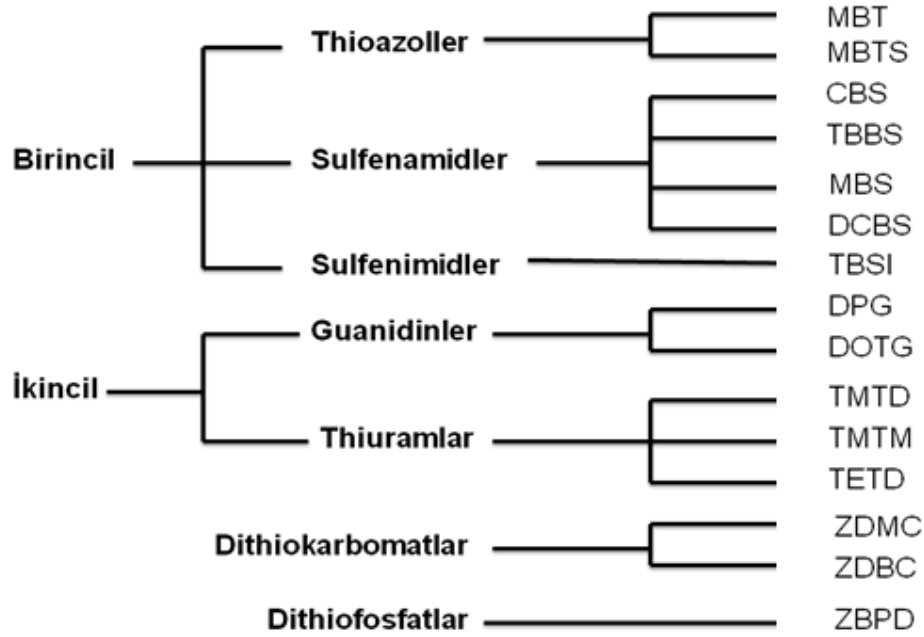 Birincil
Thioazoller
MBT
MBTS
Sulfenamidler
CBS
TBBS
MBS
DCBS
Sulfenimidler
TBSI
İkincil
Guanidinler
DPG
DOTG
Thiuramlar
TMTD
TMTM
TETD
Dithiokarbomatlar
ZDMC
ZDBC
Dithiofosfatlar
ZBPD